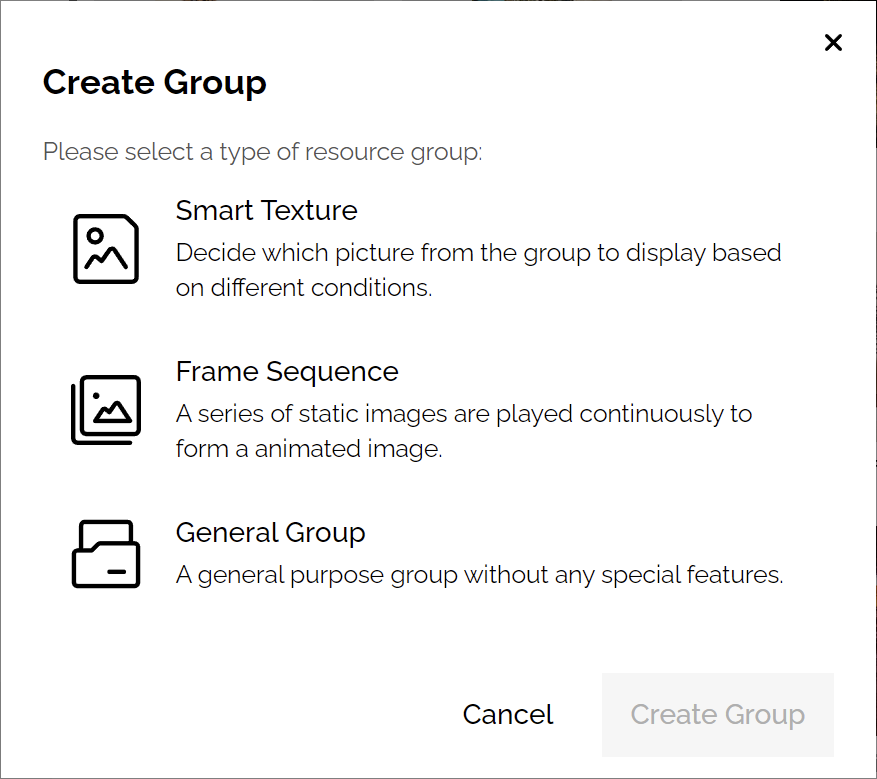 Create Group
Please select a type of resource group:
Smart Texture
Decide which picture from the group to display based
on different conditions.
Frame Sequence
A series of static images are played continuously to
form a animated image.
General Group
A general purpose group without any special features.
Cancel
Create Group